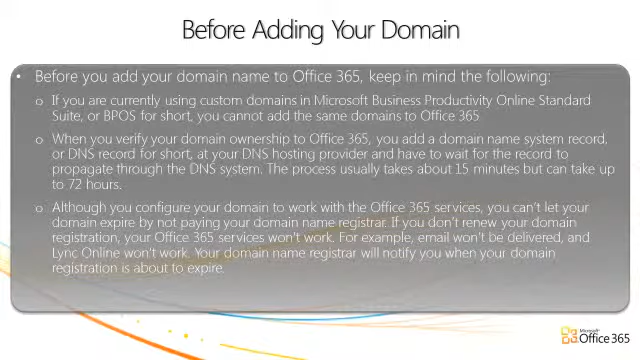 Before Adding Your Domain
• Before you add your domain name to Office 365, keep in mind the following:
o If you are currently using custom domains in Microsoft Business Productivity Online Standard
Suite, or BPOS for short, you cannot add the same domains to Office 365
o When you verify your domain ownership to Office 365, you add a domain name system record,
or DNS record for short, at your DNS hosting provider and have to wait for the record to
propagate through the DNS system. The process usually takes about 15 minutes but can take up
to 72 hours.
o Although you configure your domain to work with the Office 365 services, you can't let your
domain expire by not paying your domain name registrar. If you don't renew your domain
registration, your Office 365 services won't work. For example, email won't be delivered, and
Lync Online won't work. Your domain name registrar will notify you when your domain
registration is about to expire.
Microsoft
Office 365